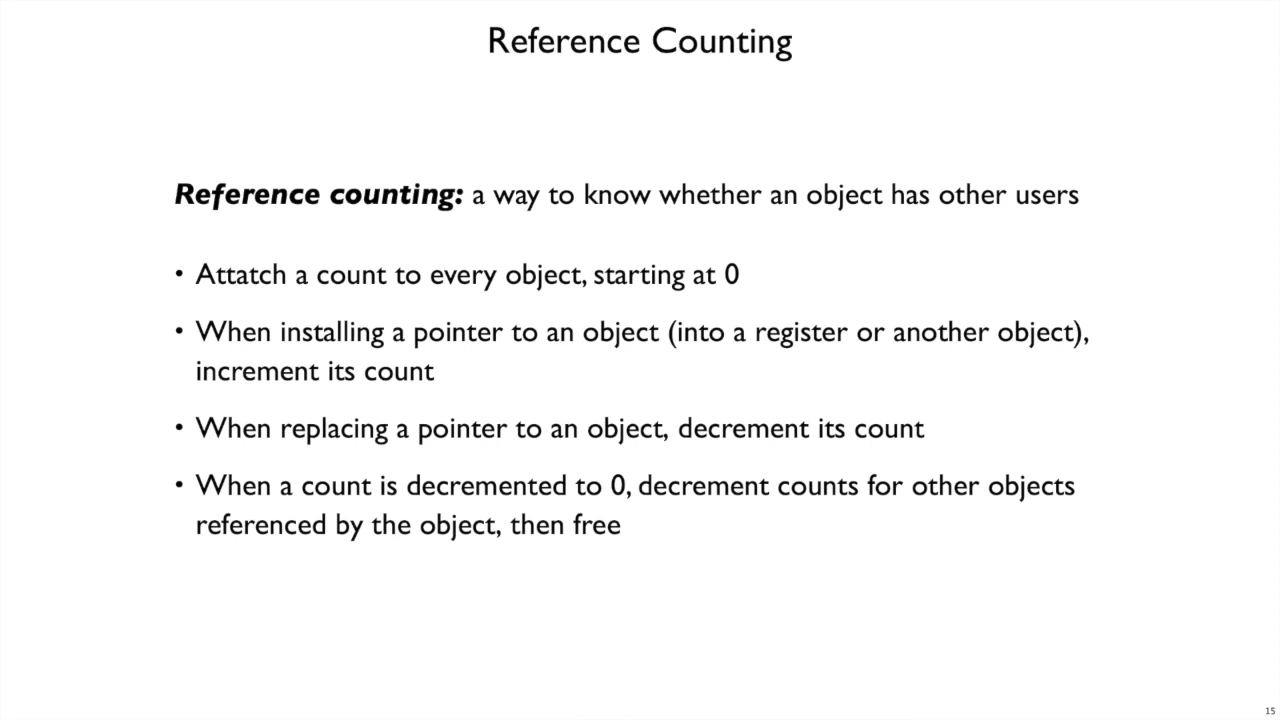 Reference Counting
Reference counting: a way to know whether an object has other users
• Attatch a count to every object, starting at 0
• When installing a pointer to an object (into a register or another object),
increment its count
• When replacing a pointer to an object, decrement its count
• When a count is decremented to 0, decrement counts for other objects
referenced by the object, then free
15